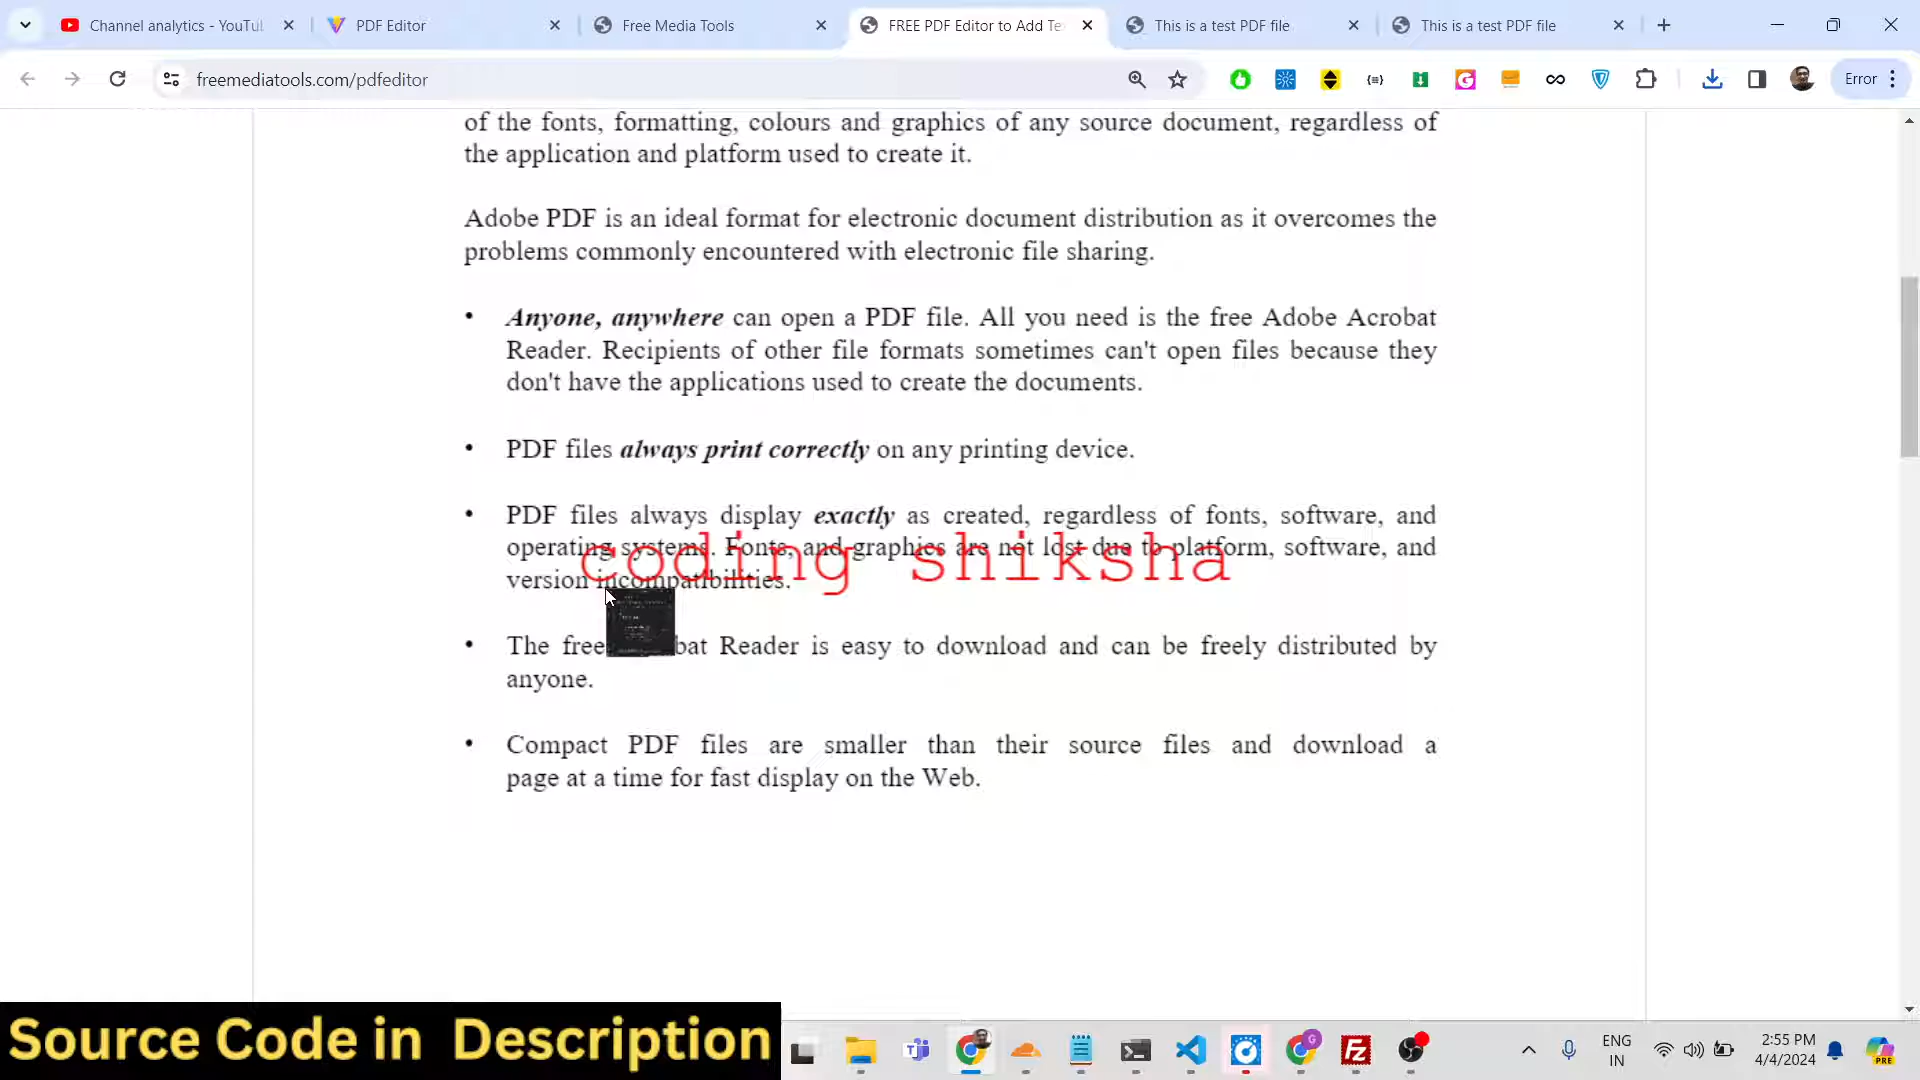 Channel analytics - YouTu
PDF Editor
Free Media Tools
FREE PDF Editor to Add Te
This is a test PDF file
This is a test PDF file
freemediatools.com/pdfeditor
Error
of the fonts, formatting, colours and graphics of any source document, regardless of
the application and platform used to create it.
Adobe PDF is an ideal format for electronic document distribution as it overcomes the
problems commonly encountered with electronic file sharing.
• Anyone, anywhere can open a PDF file. All you need is the free Adobe Acrobat
Reader. Recipients of other file formats sometimes can't open files because they
don't have the applications used to create the documents.
• PDF files always print correctly on any printing device.
• PDF files always display exactly as created, regardless of fonts, software, and
operating systems. Fonts, and graphics are not lost due to platform, software, and
coding shiksha
version incompatibilities.
• The free bat Reader is easy to download and can be freely distributed by
anyone.
• Compact PDF files are smaller than their source files and download a
page at a time for fast display on the Web.
Source Code in Description
ENG
IN
2:55 PM
4/4/2024
PRE